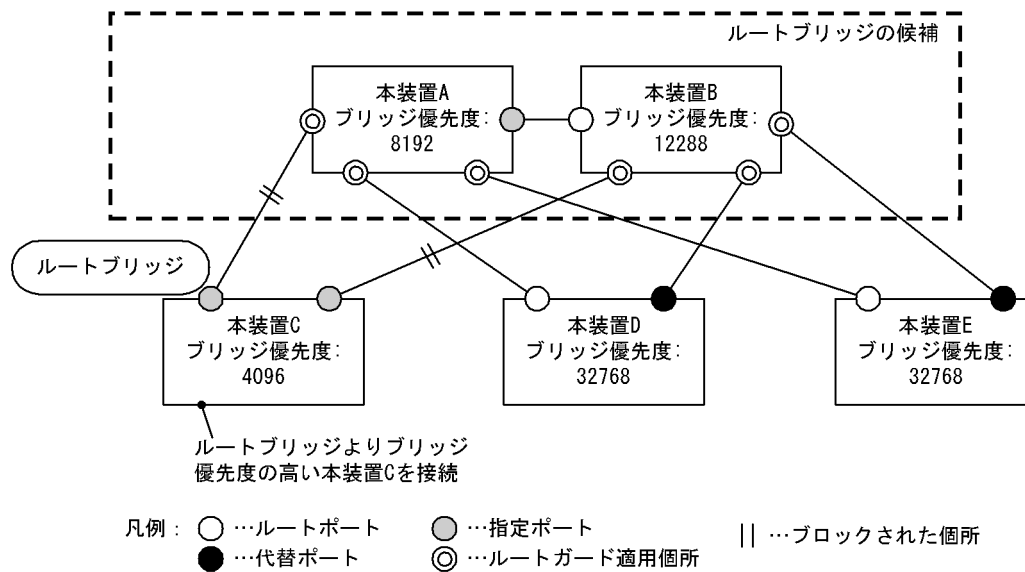 ルートブリッジの候補
本装置A
ブリッジ優先度:
8192
本装置B
ブリッジ優先度:
12288
ルートブリッジ
本装置C
ブリッジ優先度:
4096
本装置D
ブリッジ優先度:
32768
本装置E
ブリッジ優先度:
32768
ルートブリッジよりブリッジ
優先度の高い本装置Cを接続
凡例: …ルートポート …指定ポート || …ブロックされた個所
…代替ポート …ルートガード適用個所